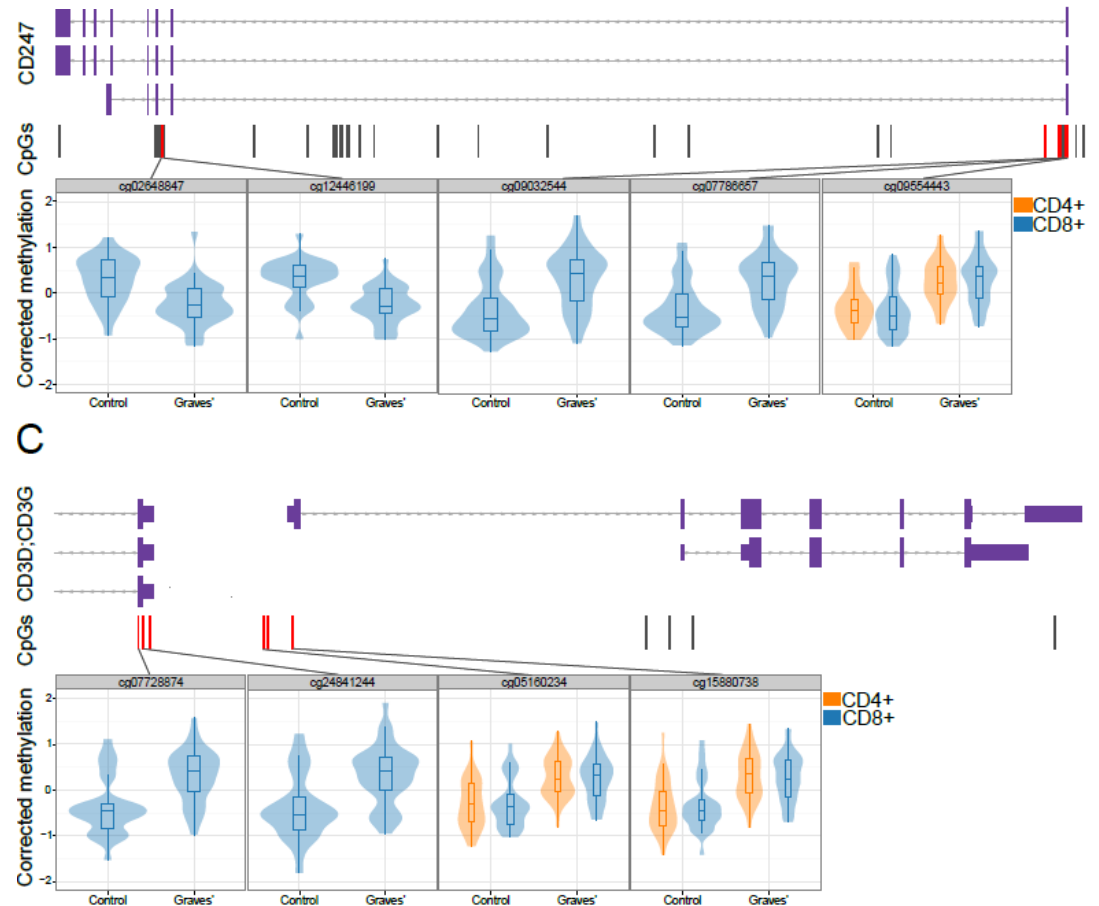 CD247
CpGs
cg02648847 cg12446199 cg09032544 cg07786657 cg09554443
Corrected methylation
2
1
0
−1
−2
CD4+
CD8+
Control Graves' Control Graves' Control Graves' Control Graves' Control Graves'
C
CD3D;CD3G
CpGs
cg07728874 cg24841244 cg05160234 cg15880738
Corrected methylation
2
1
0
−1
−2
CD4+
CD8+
Control Graves' Control Graves' Control Graves' Control Graves'